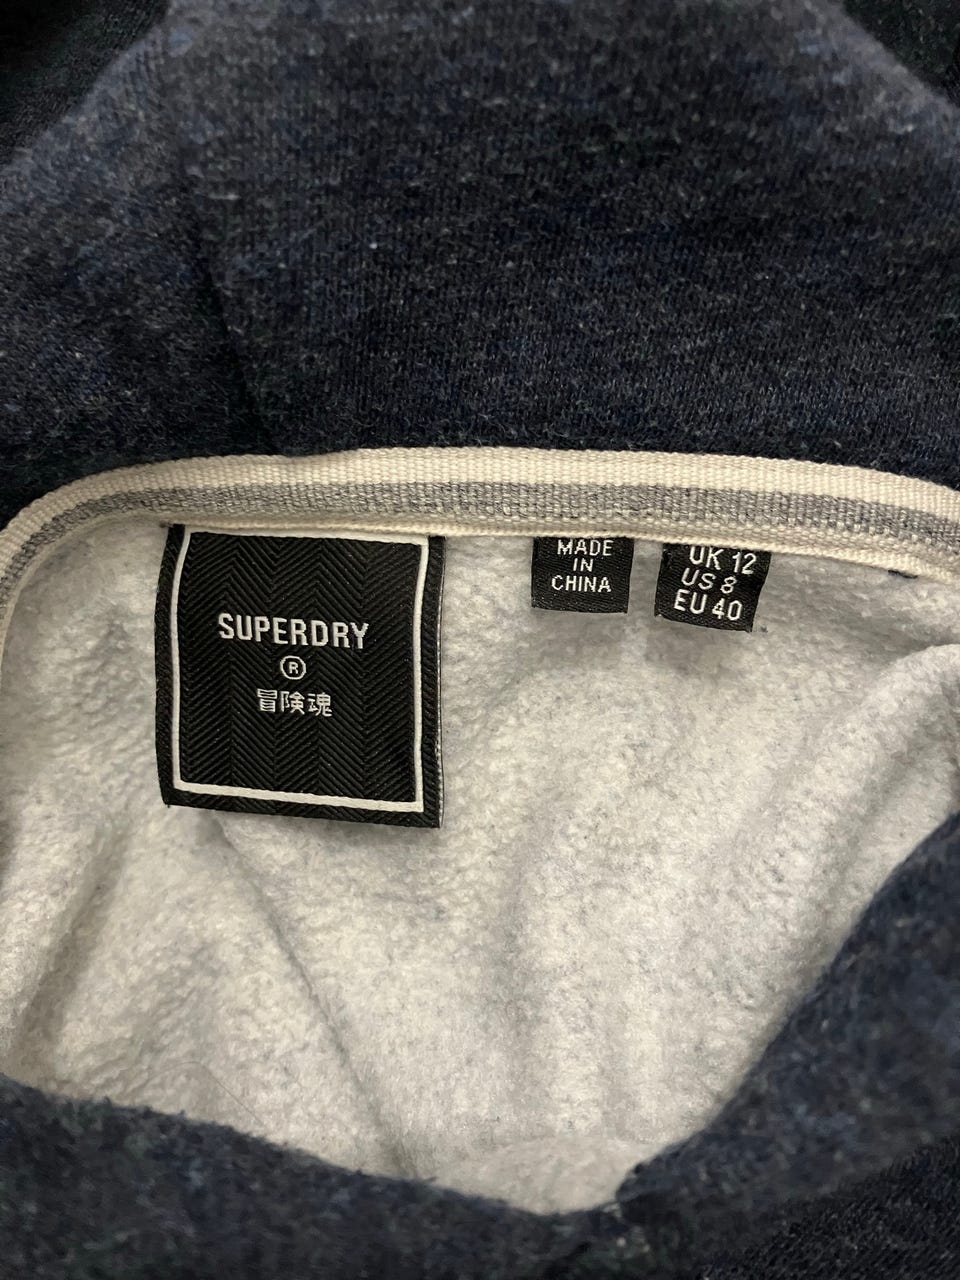 SUPERDRY
®
冒険魂
MADE
IN
CHINA
UK 12
US 8
EU 40